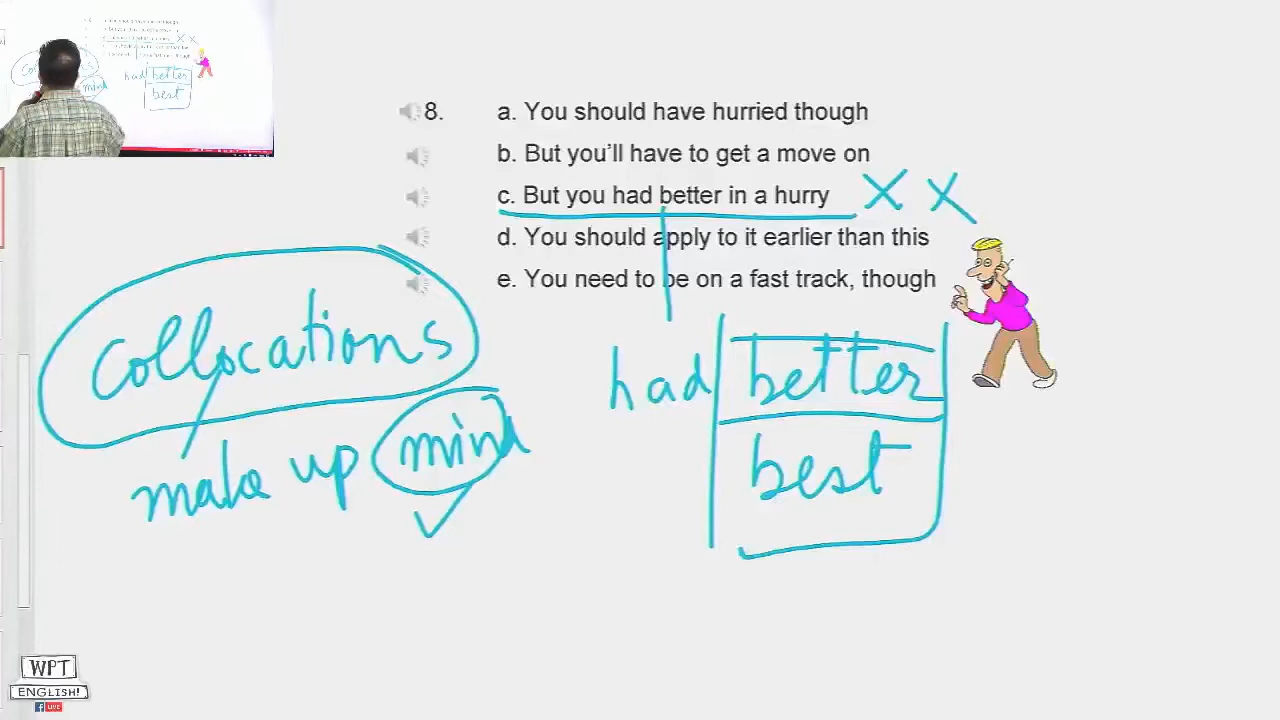 8. a. You should have hurried though
b. But you'll have to get a move on
c. But you had better in a hurry X X
d. You should apply to it earlier than this
e. You need to be on a fast track, though
collocations
make up mind
had better
best
WPT
ENGLISH!
f LIVE